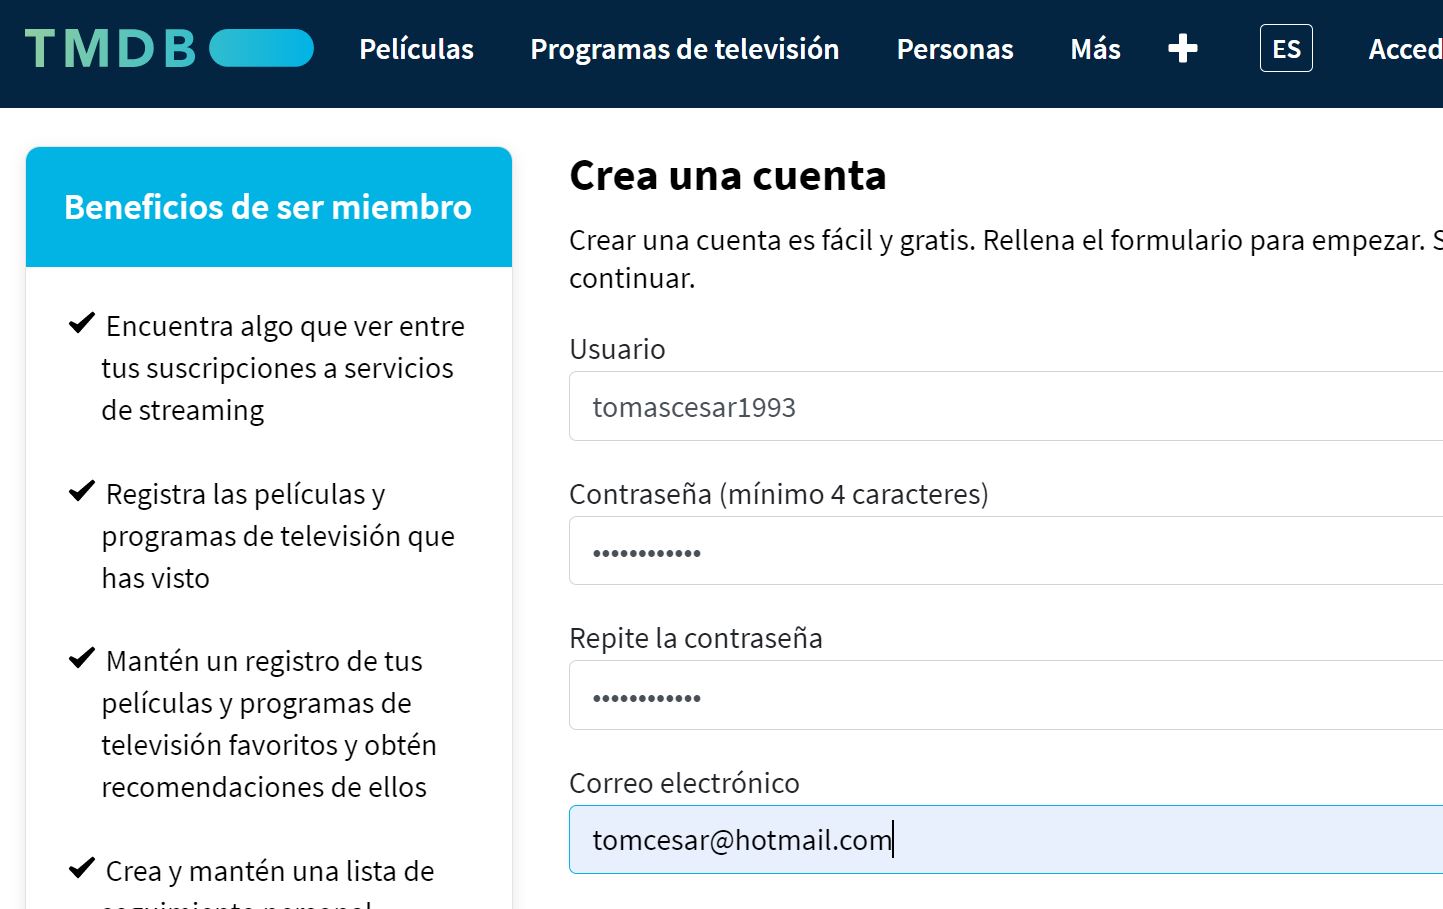 TMDB
Películas Programas de televisión Personas Más ES Acced
Beneficios de ser miembro
Encuentra algo que ver entre
tus suscripciones a servicios
de streaming
Registra las películas y
programas de televisión que
has visto
Mantén un registro de tus
películas y programas de
televisión favoritos y obtén
recomendaciones de ellos
Crea y mantén una lista de
seguimiento personal
Crea una cuenta
Crear una cuenta es fácil y gratis. Rellena el formulario para empezar. S
continuar.
Usuario
tomascesar1993
Contraseña (mínimo 4 caracteres)
••••••••••••
Repite la contraseña
••••••••••••
Correo electrónico
tomcesar@hotmail.com